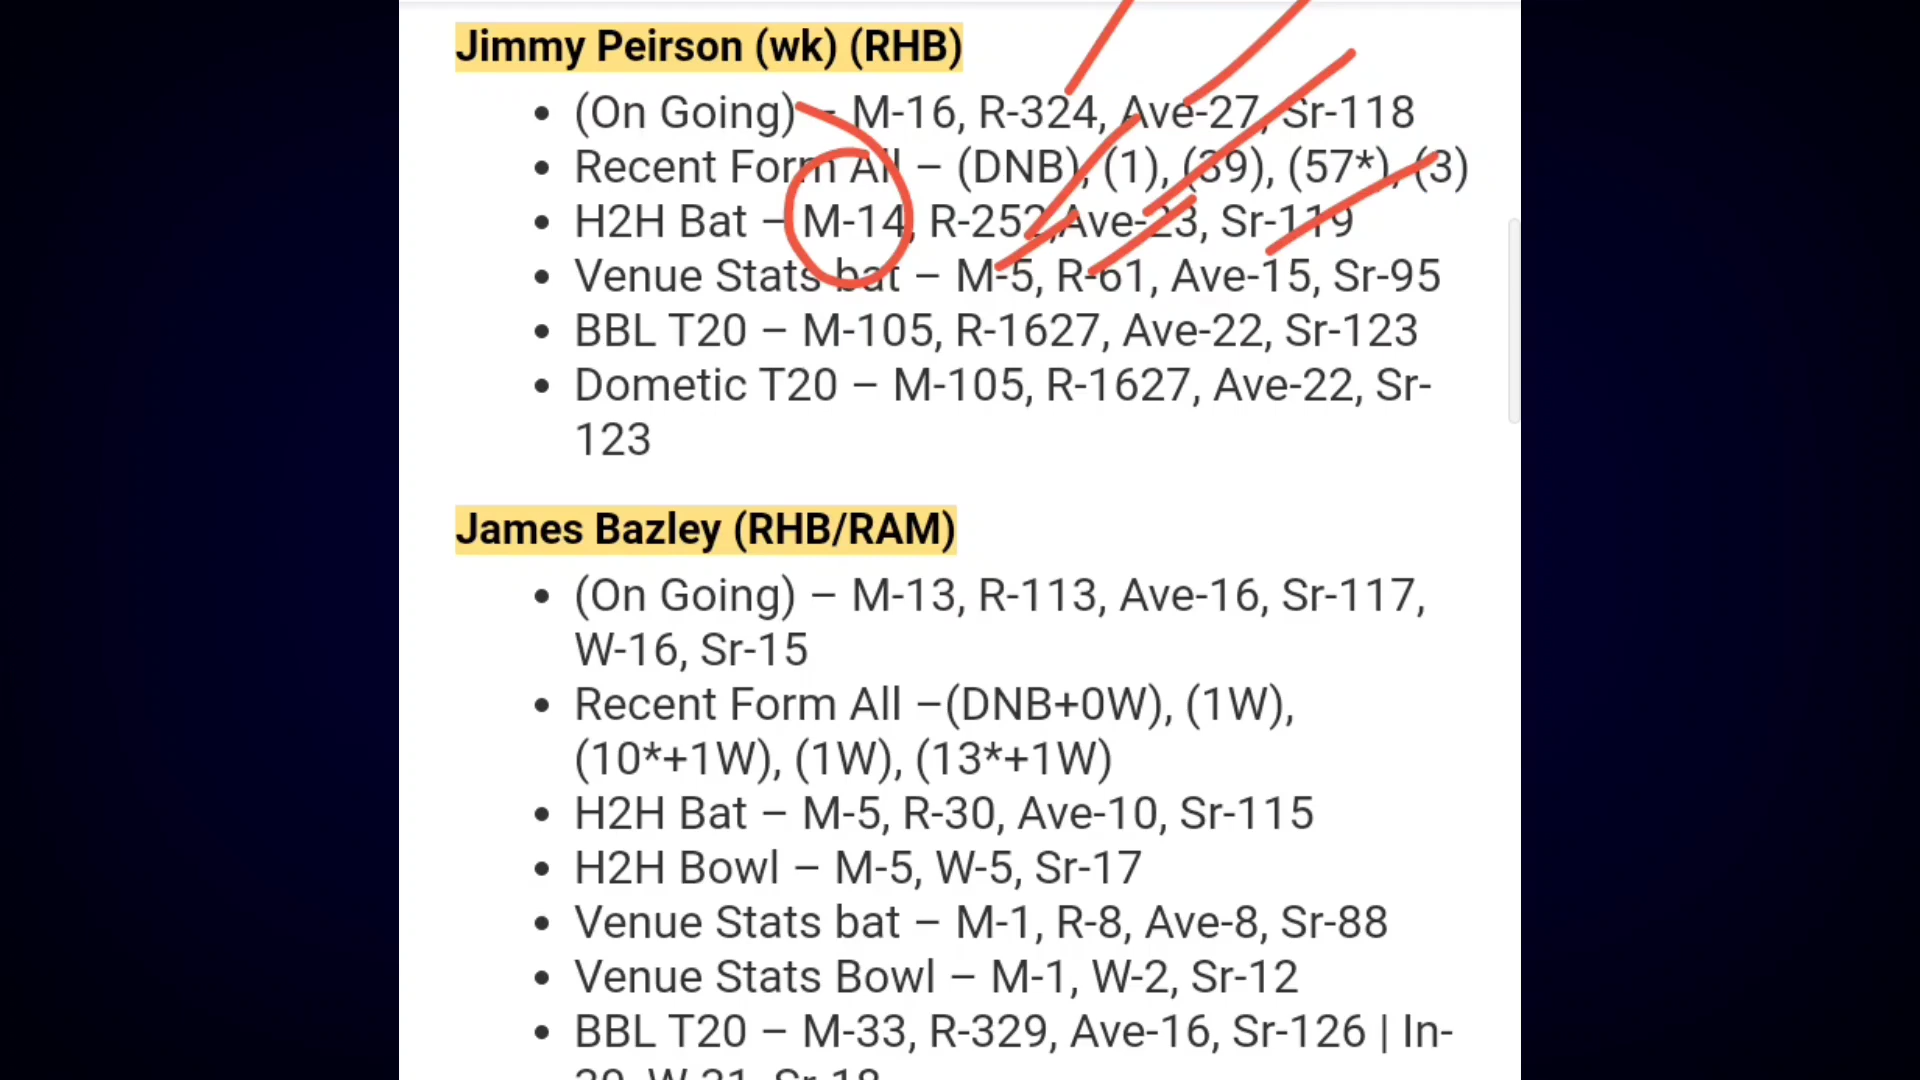 Jimmy Peirson (wk) (RHB)
• (On Going) – M-16, R-324, Ave-27, Sr-118
• Recent Form All – (DNB), (1), (39), (57*), (3)
• H2H Bat – M-14, R-252,Ave-23, Sr-119
• Venue Stats bat – M-5, R-61, Ave-15, Sr-95
• BBL T20 – M-105, R-1627, Ave-22, Sr-123
• Dometic T20 – M-105, R-1627, Ave-22, Sr-
123
James Bazley (RHB/RAM)
• (On Going) – M-13, R-113, Ave-16, Sr-117,
W-16, Sr-15
• Recent Form All –(DNB+0W), (1W),
(10*+1W), (1W), (13*+1W)
• H2H Bat – M-5, R-30, Ave-10, Sr-115
• H2H Bowl – M-5, W-5, Sr-17
• Venue Stats bat – M-1, R-8, Ave-8, Sr-88
• Venue Stats Bowl – M-1, W-2, Sr-12
• BBL T20 – M-33, R-329, Ave-16, Sr-126 | In-